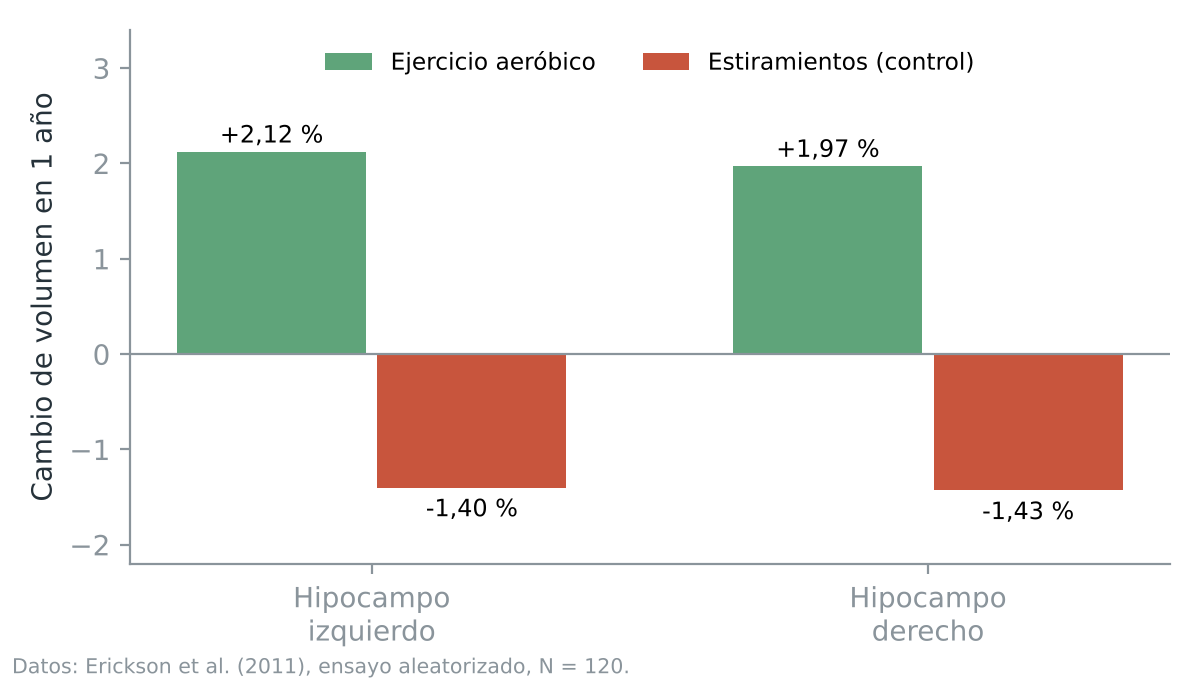 Cambio de volumen en 1 año
3
2
1
0
−1
−2
Ejercicio aeróbico
Estiramientos (control)
+2,12 %
-1,40 %
+1,97 %
-1,43 %
Hipocampo
izquierdo
Hipocampo
derecho
Datos: Erickson et al. (2011), ensayo aleatorizado, N = 120.